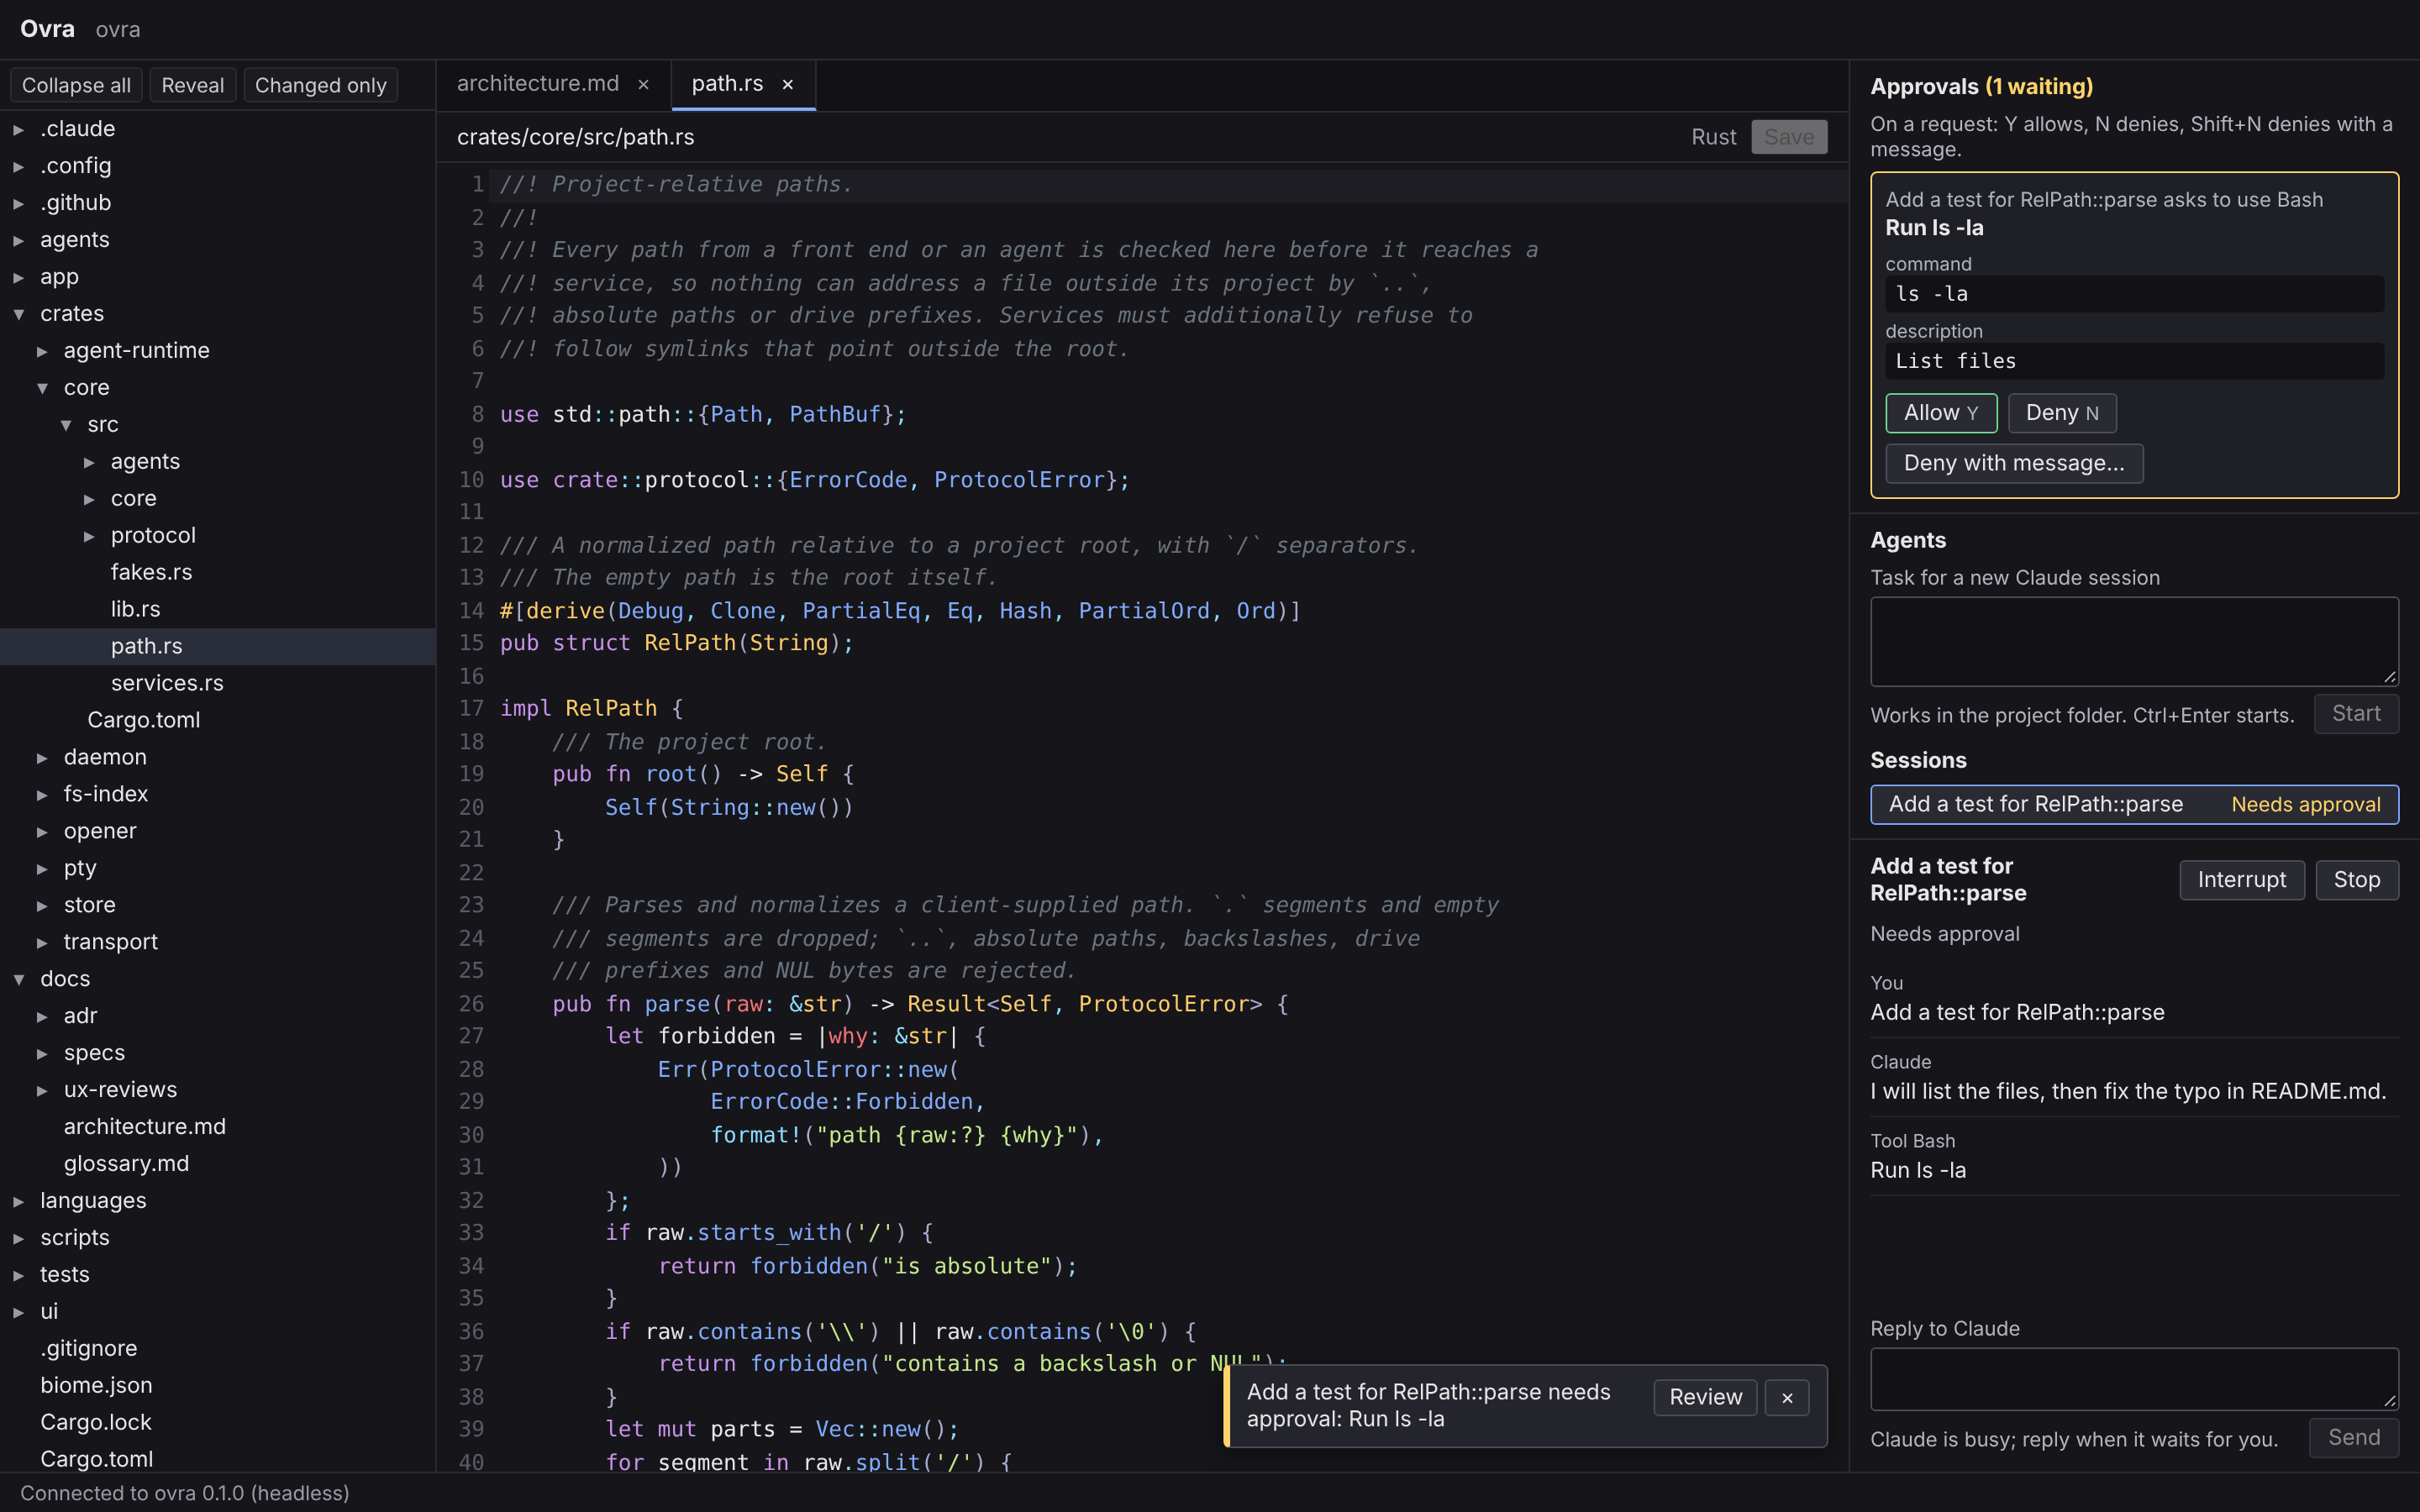 Ovra ovra
Collapse all Reveal Changed only
.claude
.config
.github
agents
app
crates
agent-runtime
core
src
agents
core
protocol
fakes.rs
lib.rs
path.rs
services.rs
Cargo.toml
daemon
fs-index
opener
pty
store
transport
docs
adr
specs
ux-reviews
architecture.md
glossary.md
languages
scripts
tests
ui
.gitignore
biome.json
Cargo.lock
Cargo.toml
architecture.md × path.rs ×
crates/core/src/path.rs Rust Save
1 //! Project-relative paths.
2 //!
3 //! Every path from a front end or an agent is checked here before it reaches a
4 //! service, so nothing can address a file outside its project by `..`,
5 //! absolute paths or drive prefixes. Services must additionally refuse to
6 //! follow symlinks that point outside the root.
7
8 use std::path::{Path, PathBuf};
9
10 use crate::protocol::{ErrorCode, ProtocolError};
11
12 /// A normalized path relative to a project root, with `/` separators.
13 /// The empty path is the root itself.
14 #[derive(Debug, Clone, PartialEq, Eq, Hash, PartialOrd, Ord)]
15 pub struct RelPath(String);
16
17 impl RelPath {
18     /// The project root.
19     pub fn root() -> Self {
20         Self(String::new())
21     }
22
23     /// Parses and normalizes a client-supplied path. `.` segments and empty
24     /// segments are dropped; `..`, absolute paths, backslashes, drive
25     /// prefixes and NUL bytes are rejected.
26     pub fn parse(raw: &str) -> Result<Self, ProtocolError> {
27         let forbidden = |why: &str| {
28             Err(ProtocolError::new(
29                 ErrorCode::Forbidden,
30                 format!("path {raw:?} {why}"),
31             ))
32         };
33         if raw.starts_with('/') {
34             return forbidden("is absolute");
35         }
36         if raw.contains('\\') || raw.contains('\0') {
37             return forbidden("contains a backslash or NUL");
38         }
39         let mut parts = Vec::new();
40         for segment in raw.split('/') {
Add a test for RelPath::parse needs
approval: Run ls -la
Review ×
Approvals (1 waiting)
On a request: Y allows, N denies, Shift+N denies with a
message.
Add a test for RelPath::parse asks to use Bash
Run ls -la
command
ls -la
description
List files
Allow Y Deny N
Deny with message...
Agents
Task for a new Claude session
Works in the project folder. Ctrl+Enter starts. Start
Sessions
Add a test for RelPath::parse Needs approval
Add a test for
RelPath::parse
Interrupt Stop
Needs approval
You
Add a test for RelPath::parse
Claude
I will list the files, then fix the typo in README.md.
Tool Bash
Run ls -la
Reply to Claude
Claude is busy; reply when it waits for you. Send
Connected to ovra 0.1.0 (headless)